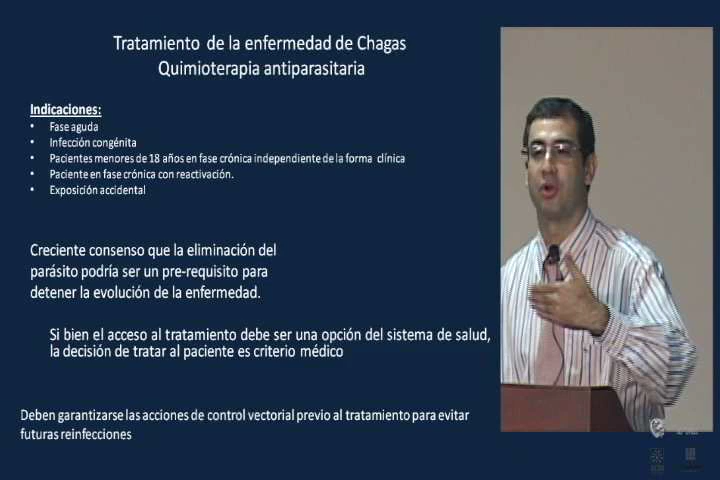 Tratamiento de la enfermedad de Chagas
Quimioterapia antiparasitaria
Indicaciones:
• Fase aguda
• Infección congénita
• Pacientes menores de 18 años en fase crónica independiente de la forma clínica
• Paciente en fase crónica con reactivación.
• Exposición accidental
Creciente consenso que la eliminación del
parásito podría ser un pre-requisito para
detener la evolución de la enfermedad.
Si bien el acceso al tratamiento debe ser una opción del sistema de salud,
la decisión de tratar al paciente es criterio médico
Deben garantizarse las acciones de control vectorial previo al tratamiento para evitar
futuras reinfecciones